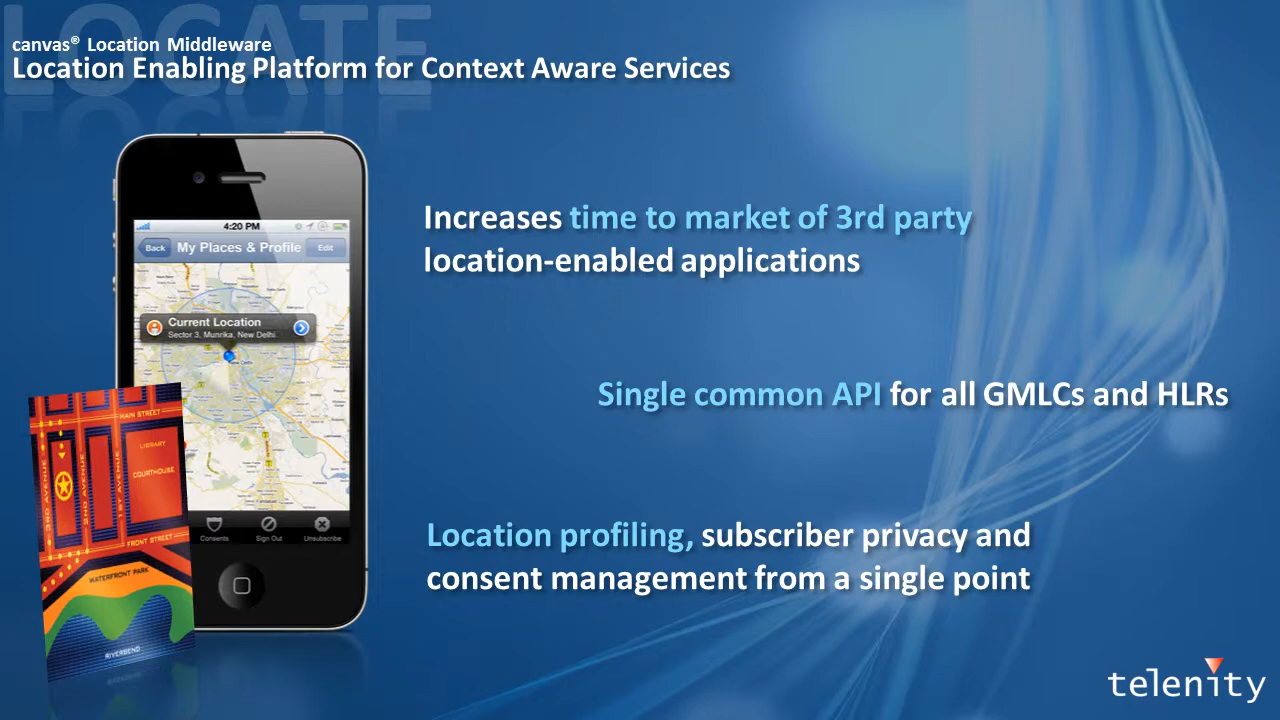 LOCATE
canvas® Location Middleware
Location Enabling Platform for Context Aware Services
4:20 PM
Back
My Places & Profile
Edit
Current Location
Sector 3, Munrika, New Delhi
Increases time to market of 3rd party
location-enabled applications
Single common API for all GMLCs and HLRs
Location profiling, subscriber privacy and
consent management from a single point
Consents
Sign Out
Unsubscribe
MAIN STREET
LIBRARY
COURTHOUSE
3RD AVENUE
2ND AVENUE
1ST AVENUE
FRONT STREET
WATERFRONT PARK
RIVERBEND
telenity